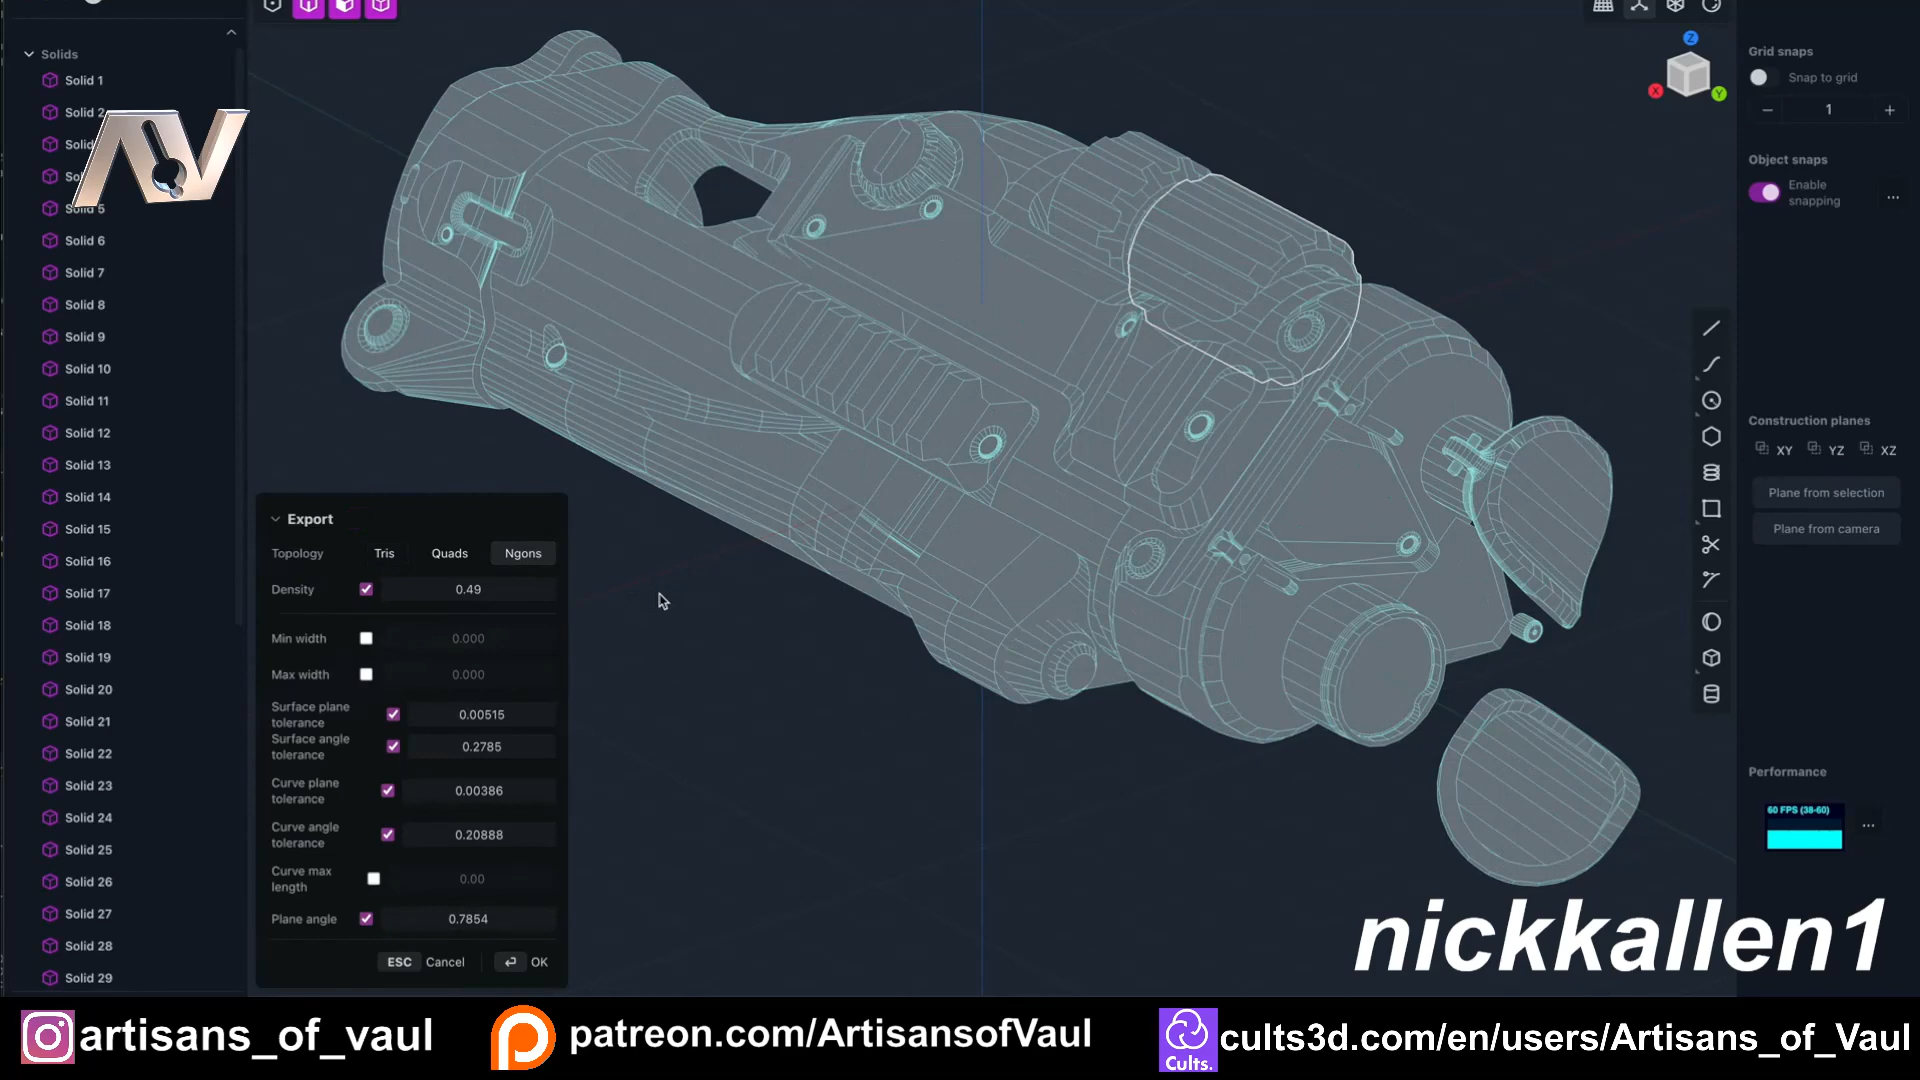 Solids
Solid 1
Solid 2
Solid
Sol
Solid 5
Solid 6
Solid 7
Solid 8
Solid 9
Solid 10
Solid 11
Solid 12
Solid 13
Solid 14
Solid 15
Solid 16
Solid 17
Solid 18
Solid 19
Solid 20
Solid 21
Solid 22
Solid 23
Solid 24
Solid 25
Solid 26
Solid 27
Solid 28
Solid 29
AV
Export
Topology Tris Quads Ngons
Density 0.49
Min width 0.000
Max width 0.000
Surface plane
tolerance 0.00515
Surface angle
tolerance 0.2785
Curve plane
tolerance 0.00386
Curve angle
tolerance 0.20888
Curve max
length 0.00
Plane angle 0.7854
ESC Cancel OK
Z
X Y
Grid snaps
Snap to grid
− 1 +
Object snaps
Enable
snapping ...
Construction planes
XY YZ XZ
Plane from selection
Plane from camera
Performance
60 FPS (38-60)
...
nickkallen1
artisans_of_vaul
patreon.com/ArtisansofVaul
Cults.
cults3d.com/en/users/Artisans_of_Vaul